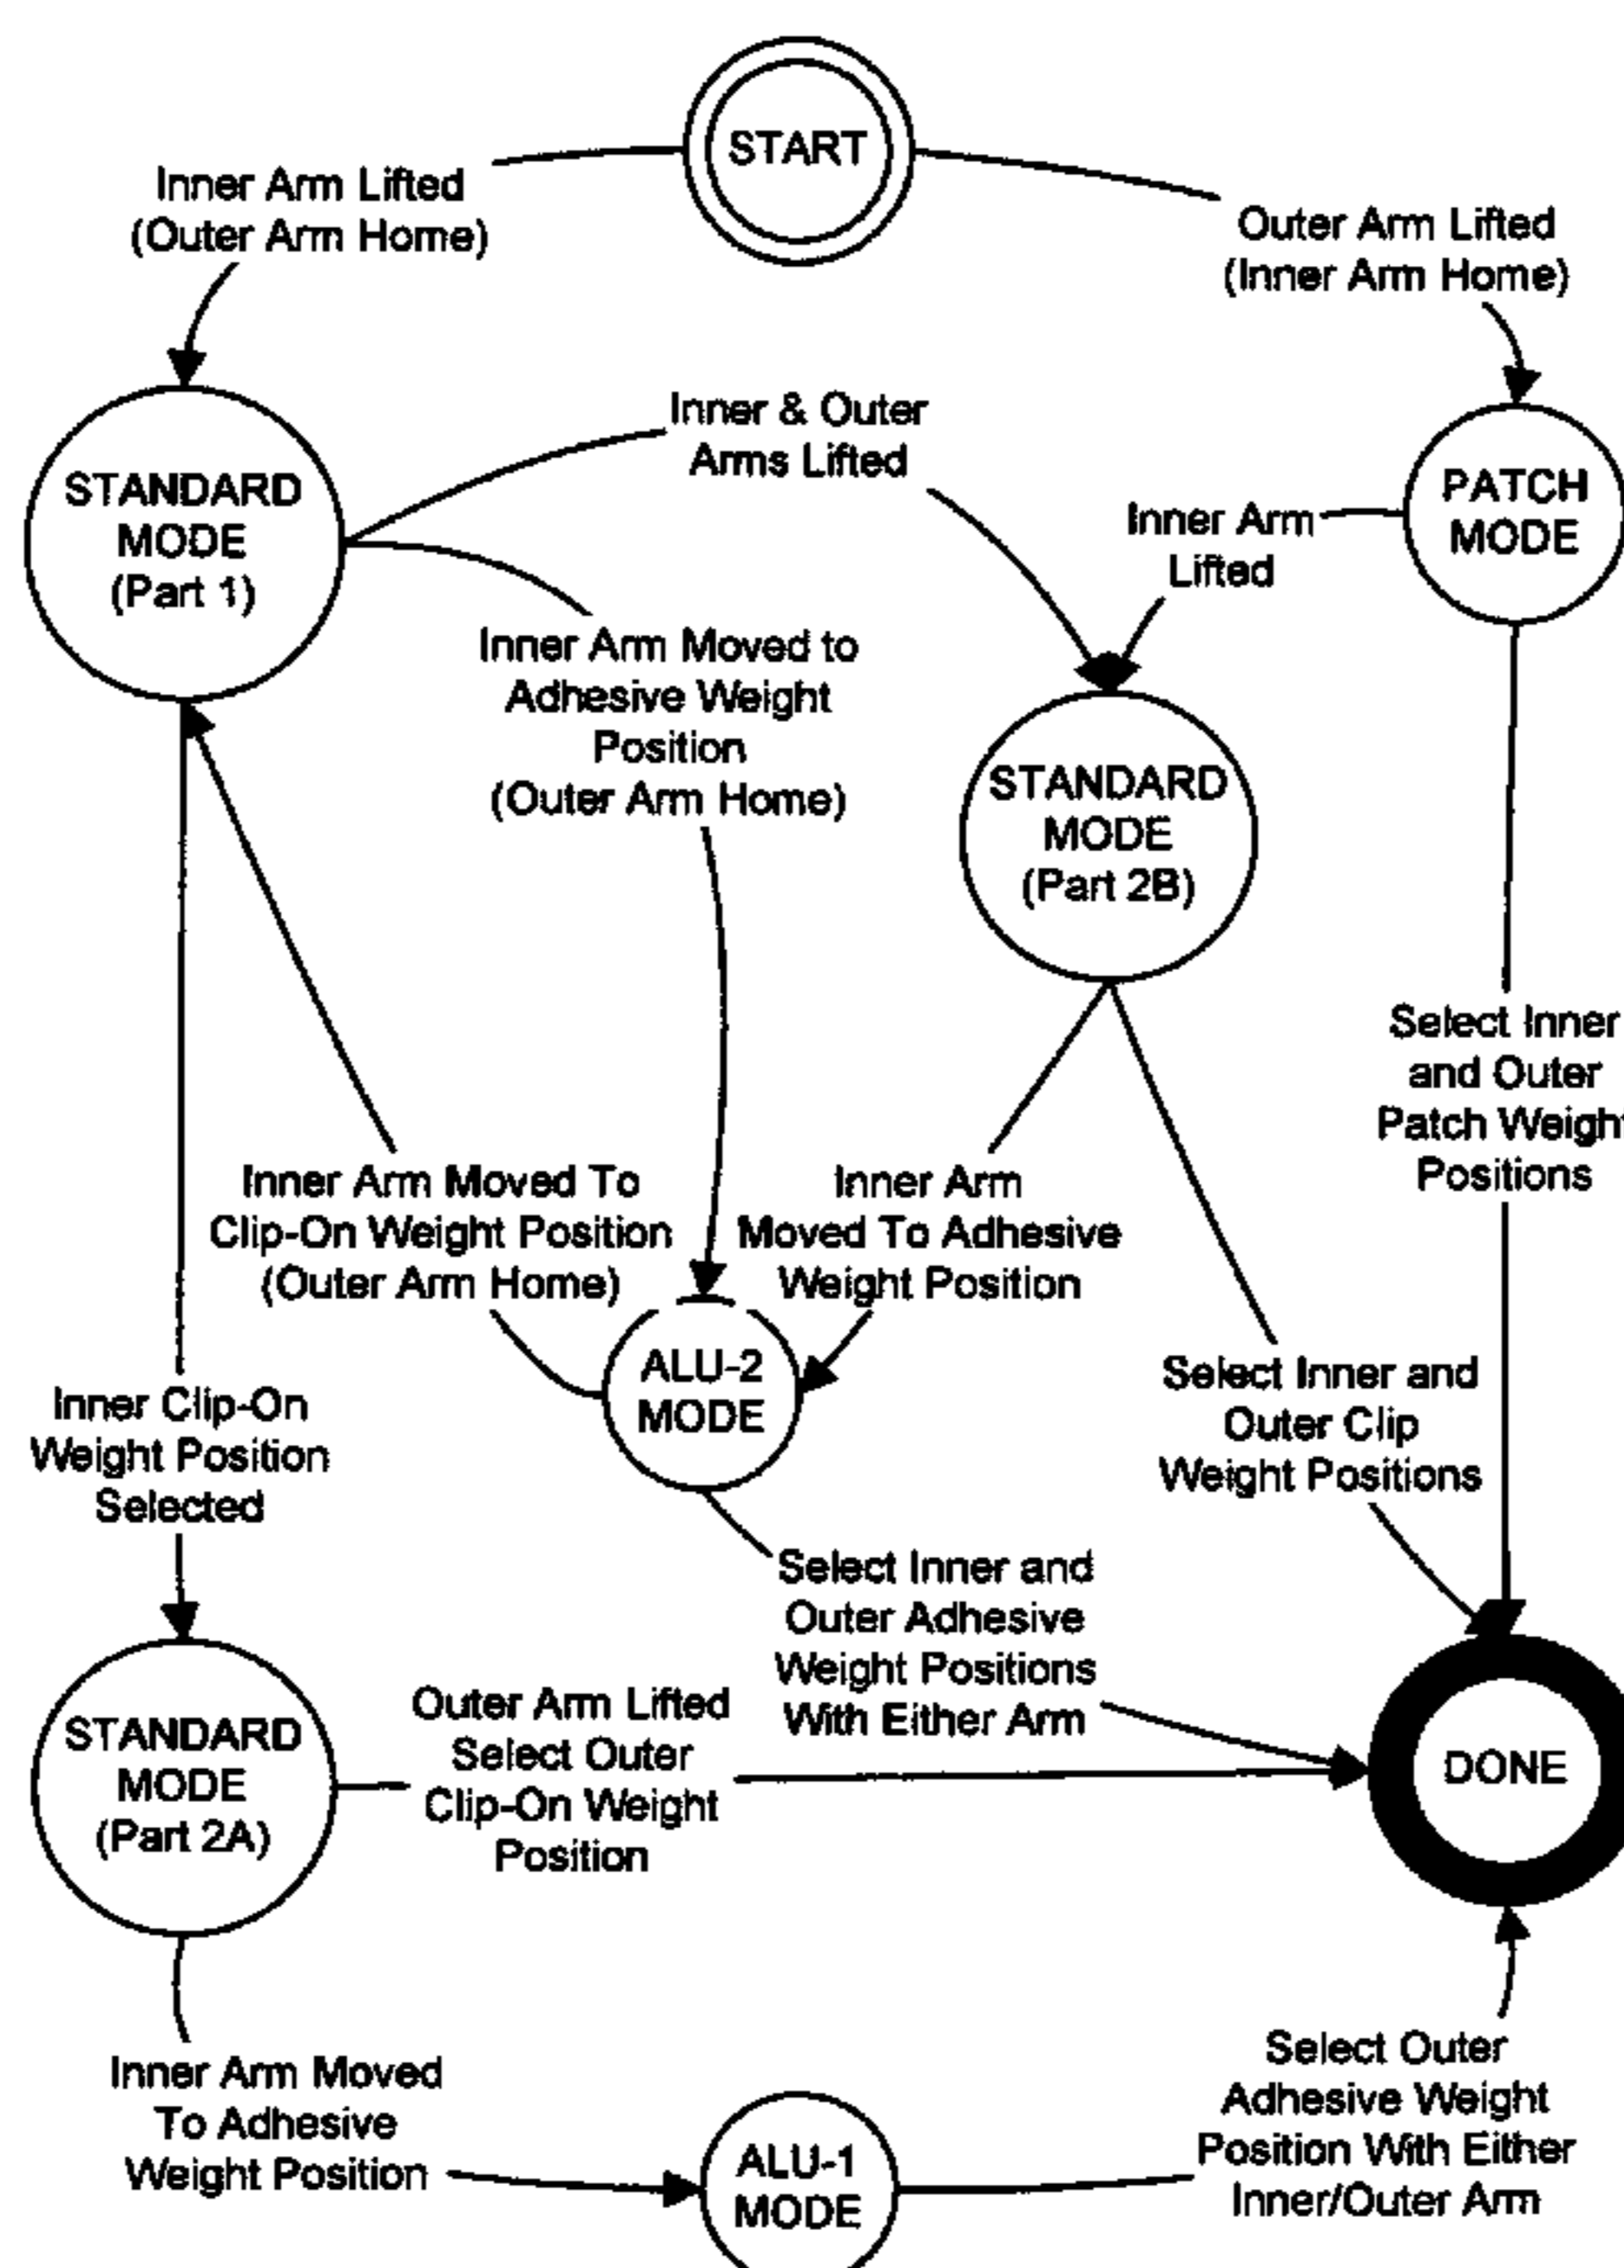 START
Inner Arm Lifted
(Outer Arm Home)
Outer Arm Lifted
(Inner Arm Home)
Inner & Outer
Arms Lifted
STANDARD
MODE
(Part 1)
PATCH
MODE
Inner Arm
Lifted
Inner Arm Moved to
Adhesive Weight
Position
(Outer Arm Home)
STANDARD
MODE
(Part 2B)
Select Inner
and Outer
Patch Weight
Positions
Inner Arm Moved To
Clip-On Weight Position
(Outer Arm Home)
Inner Arm
Moved To Adhesive
Weight Position
ALU-2
MODE
Select Inner and
Outer Clip
Weight Positions
Inner Clip-On
Weight Position
Selected
Select Inner and
Outer Adhesive
Weight Positions
With Either Arm
STANDARD
MODE
(Part 2A)
Outer Arm Lifted
Select Outer
Clip-On Weight
Position
DONE
Inner Arm Moved
To Adhesive
Weight Position
ALU-1
MODE
Select Outer
Adhesive Weight
Position With Either
Inner/Outer Arm